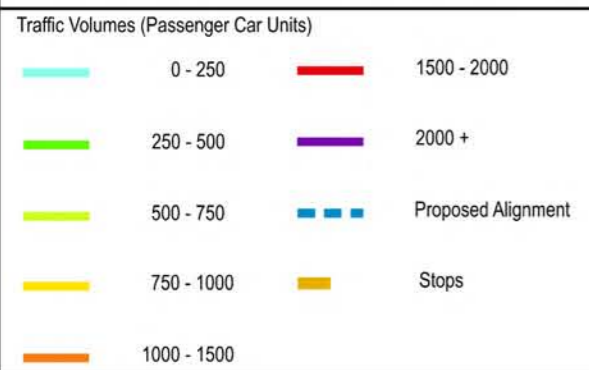 Traffic Volumes (Passenger Car Units)
0 - 250
250 - 500
500 - 750
750 - 1000
1000 - 1500
1500 - 2000
2000 +
Proposed Alignment
Stops